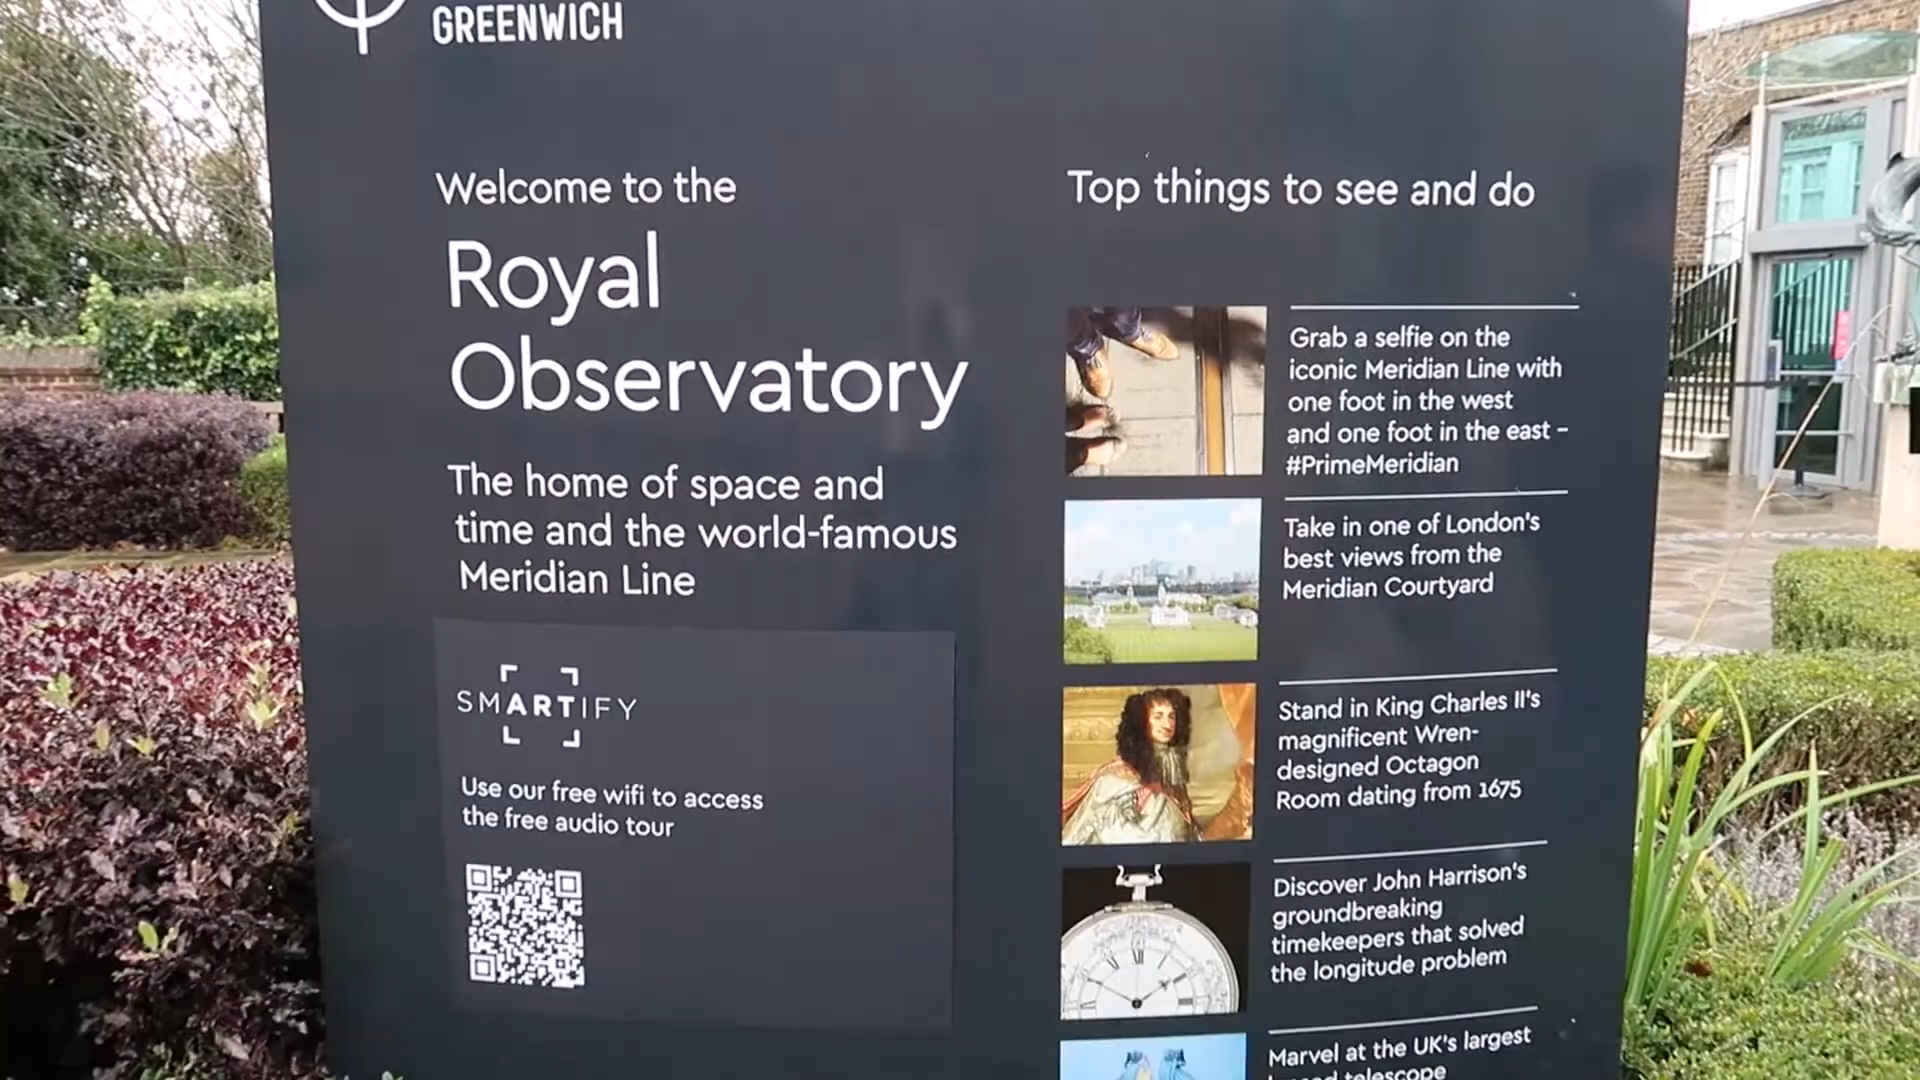 GREENWICH
Welcome to the
Royal
Observatory
The home of space and
time and the world-famous
Meridian Line
SMARTIFY
Use our free wifi to access
the free audio tour
Top things to see and do
Grab a selfie on the
iconic Meridian Line with
one foot in the west
and one foot in the east –
#PrimeMeridian
Take in one of London's
best views from the
Meridian Courtyard
Stand in King Charles II's
magnificent Wren-
designed Octagon
Room dating from 1675
Discover John Harrison's
groundbreaking
timekeepers that solved
the longitude problem
Marvel at the UK's largest
telescope